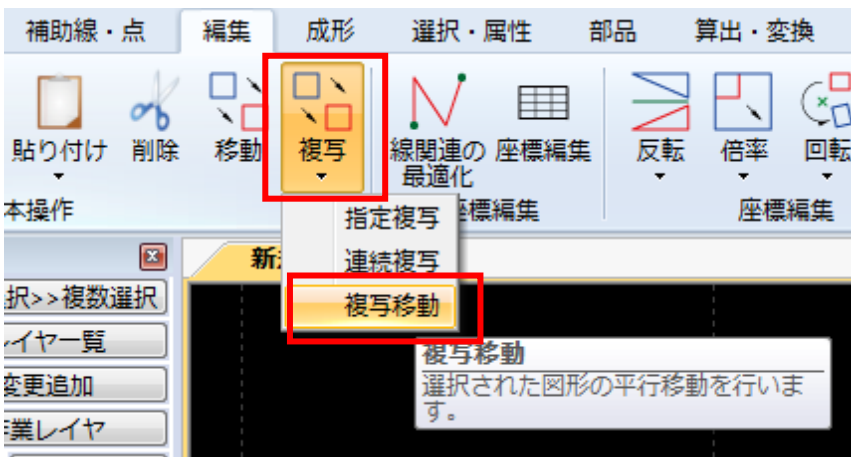 補助線・点 編集 成形 選択・属性 部品 算出・変換
貼り付け 削除 移動 複写 線関連の 座標編集 反転 倍率 回転
最適化
本操作 座標編集 座標編集
指定複写
新 連続複写
択>>複数選択 複写移動
イヤ一覧
複写移動
変更追加 選択された図形の平行移動を行いま
す。
作業レイヤ